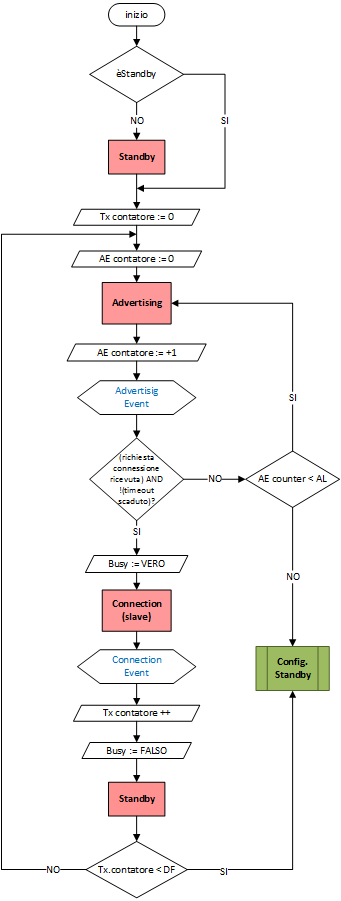 inizio
èStandby
NO
SI
Standby
Tx contatore := 0
AE contatore := 0
Advertising
AE contatore := +1
SI
Advertisig
Event
(richiesta
connessione
ricevuta) AND
!(timeout
scaduto)?
NO
AE counter < AL
SI
NO
Busy := VERO
Connection
(slave)
Connection
Event
Config.
Standby
Tx contatore ++
Busy := FALSO
Standby
NO
Tx.contatore < DF
SI